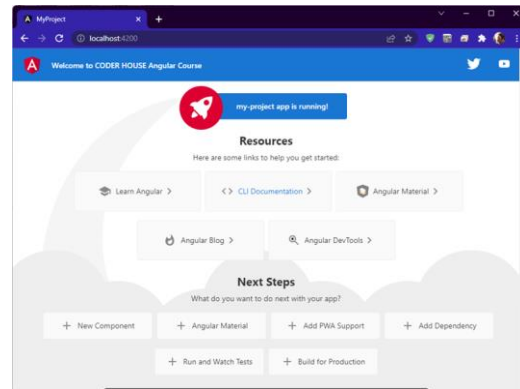 MyProject
localhost:4200
A Welcome to CODER HOUSE Angular Course
my-project app is running!
Resources
Here are some links to help you get started:
Learn Angular >
<> CLI Documentation >
Angular Material >
Angular Blog >
Angular DevTools >
Next Steps
What do you want to do next with your app?
+ New Component
+ Angular Material
+ Add PWA Support
+ Add Dependency
+ Run and Watch Tests
+ Build for Production